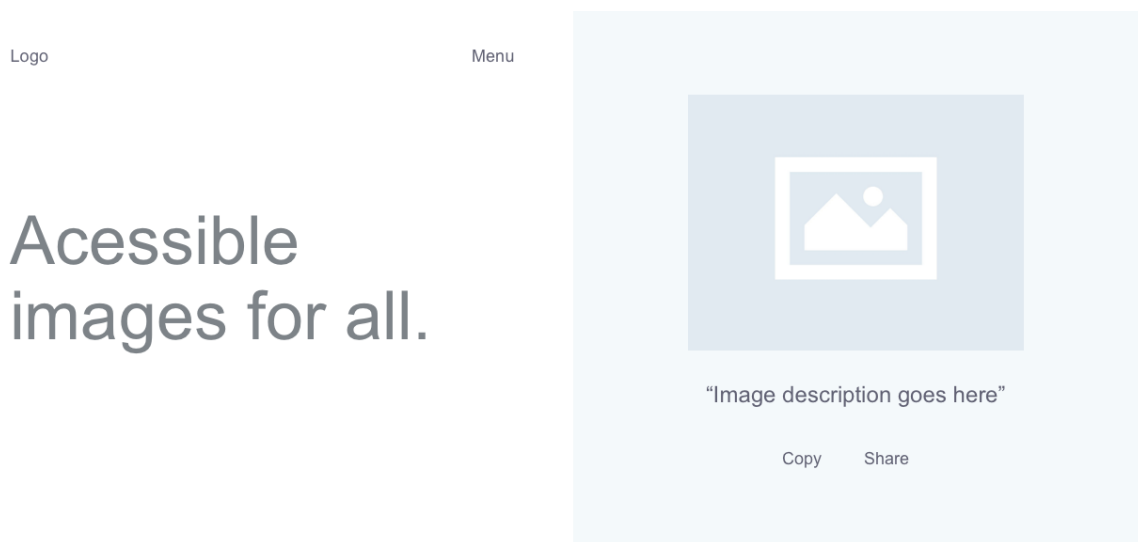 Logo
Menu
Acessible
images for all.
“Image description goes here”
Copy
Share